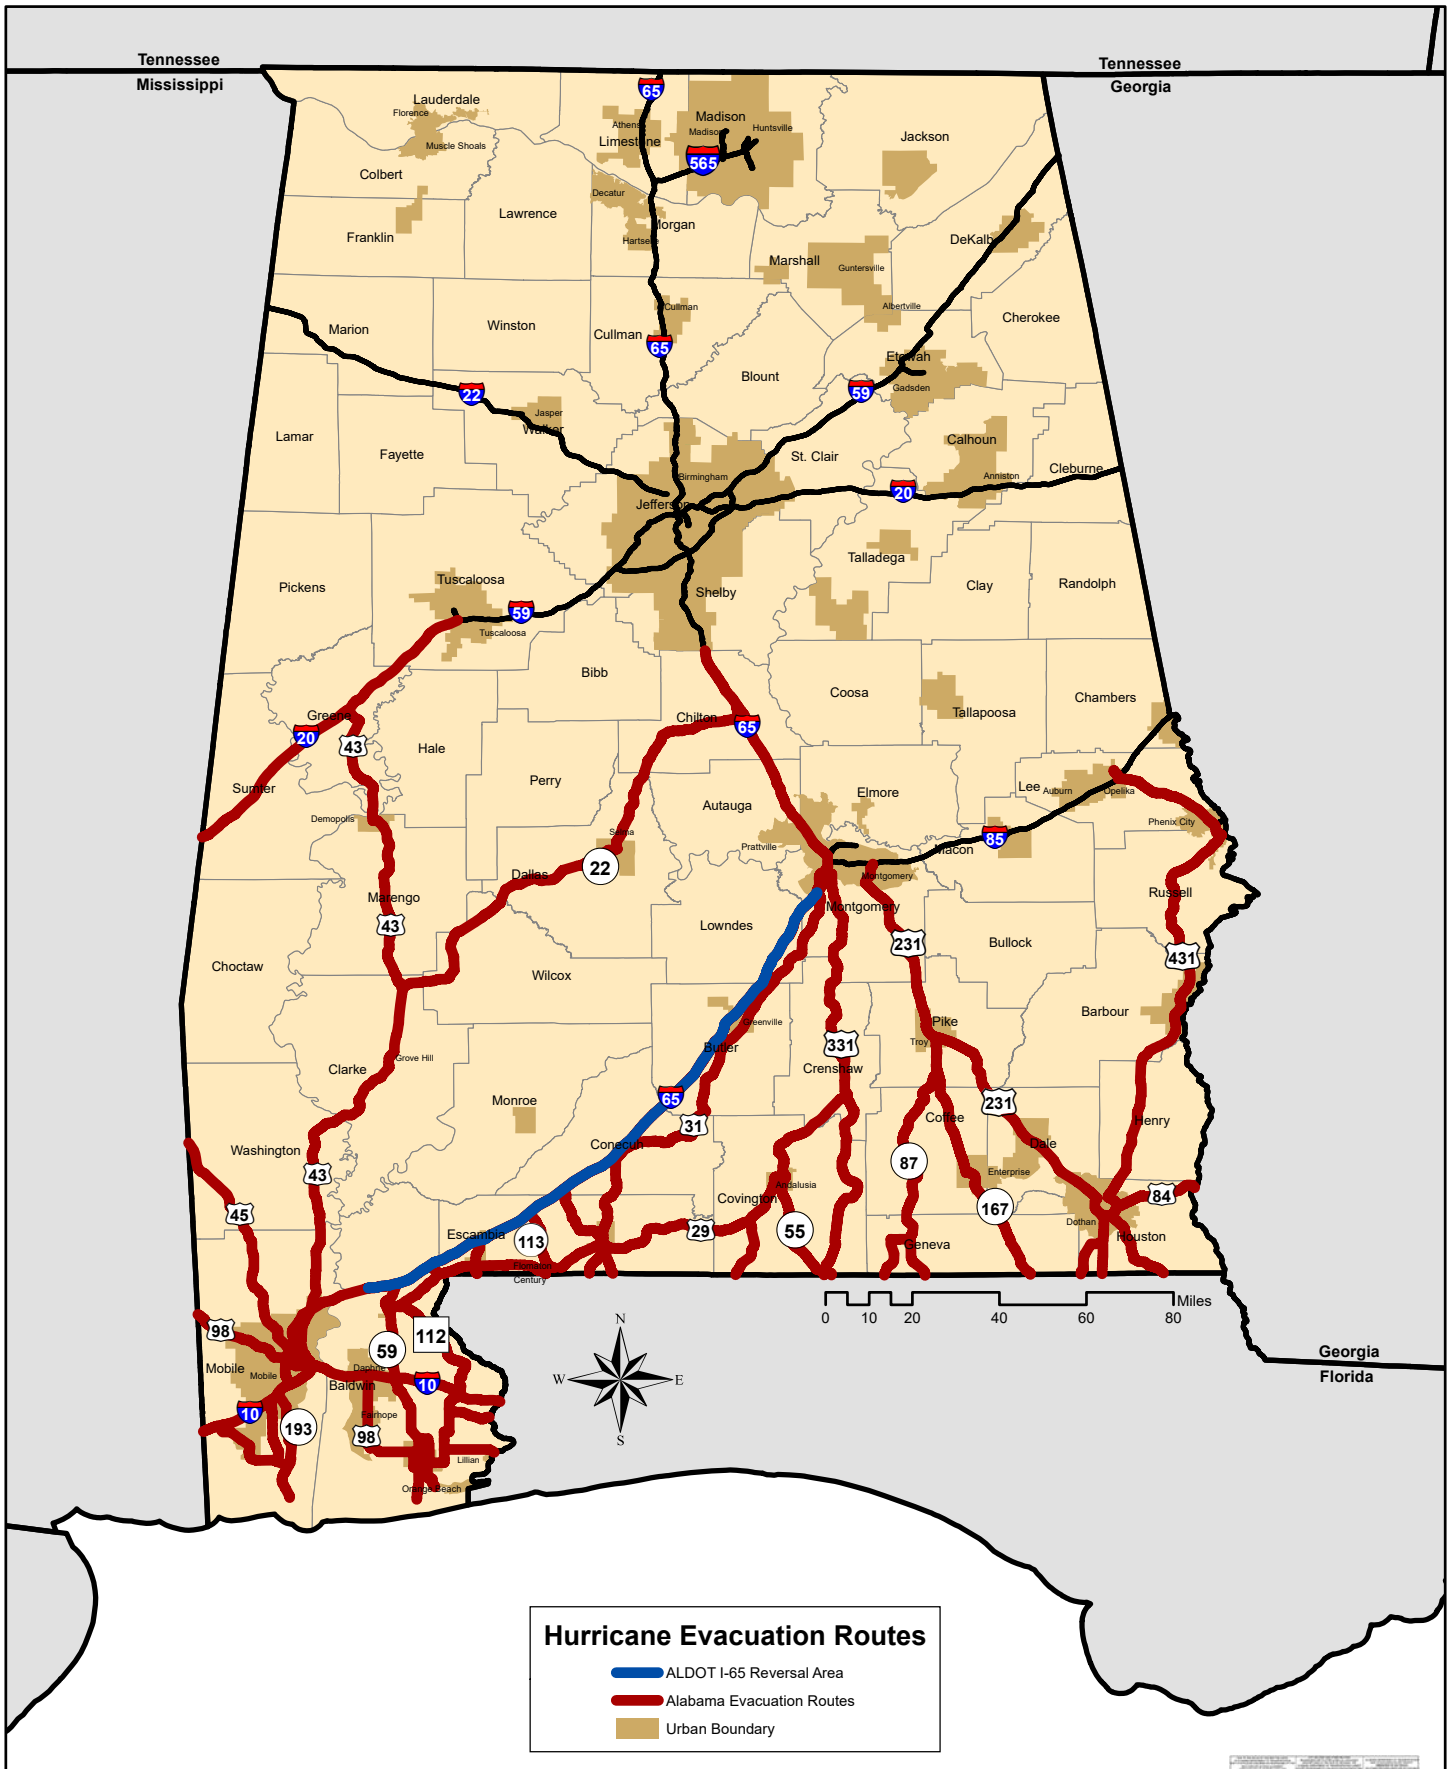 Tennessee
Mississippi
Tennessee
Georgia
65
Lauderdale
Florence
Muscle Shoals
Colbert
Athens
Limestone
Madison
Madison
Huntsville
565
Jackson
Decatur
Lawrence
Franklin
Morgan
Hartselle
DeKalb
Marshall
Guntersville
Albertville
Cullman
Cherokee
Marion
Winston
Cullman
65
Blount
Etowah
Gadsden
59
22
Jasper
Walker
Lamar
Fayette
St. Clair
Calhoun
Anniston
Cleburne
Birmingham
20
Jefferson
Talladega
Pickens
Tuscaloosa
Clay
Randolph
Shelby
59
Tuscaloosa
Bibb
Coosa
Chambers
Tallapoosa
Greene
20
43
Chilton
65
Hale
Perry
Sumter
Elmore
Lee
Auburn
Opelika
Autauga
Demopolis
Selma
Prattville
Phenix City
85
Macon
22
Dallas
Montgomery
Marengo
Montgomery
Russell
43
Lowndes
231
Bullock
431
Choctaw
Wilcox
Barbour
Greenville
Pike
Troy
Butler
331
Grove Hill
Clarke
Crenshaw
65
Monroe
231
31
Coffee
Henry
Conecuh
Dale
Washington
43
87
Enterprise
Andalusia
Covington
167
84
45
Dothan
Escambia
113
29
55
Geneva
Houston
Flomaton
Century
Miles
0
10
20
40
60
80
N
W
E
S
98
112
59
Mobile
Mobile
Daphne
Baldwin
10
10
193
Fairhope
98
Lillian
Orange Beach
Georgia
Florida
Hurricane Evacuation Routes
ALDOT I-65 Reversal Area
Alabama Evacuation Routes
Urban Boundary